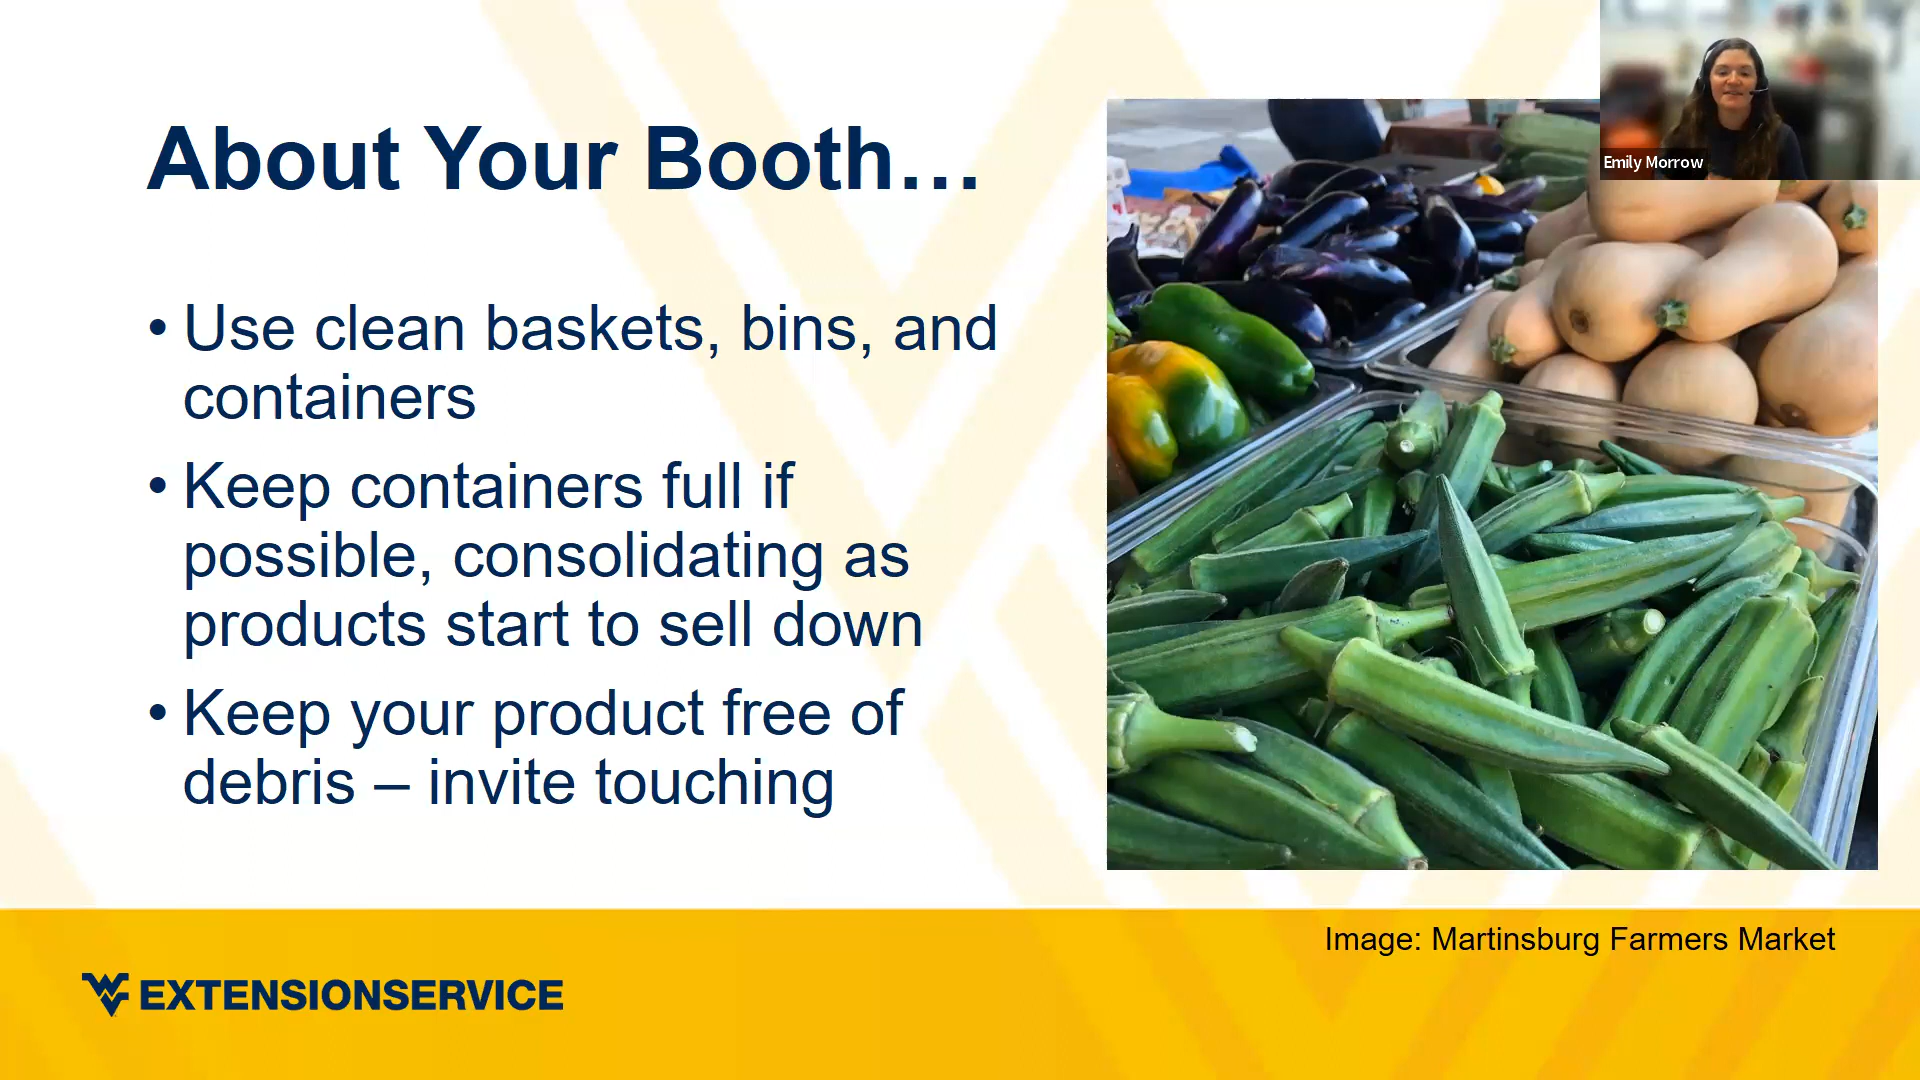 Emily Morrow
About Your Booth…
• Use clean baskets, bins, and
containers
• Keep containers full if
possible, consolidating as
products start to sell down
• Keep your product free of
debris – invite touching
Image: Martinsburg Farmers Market
WV EXTENSIONSERVICE